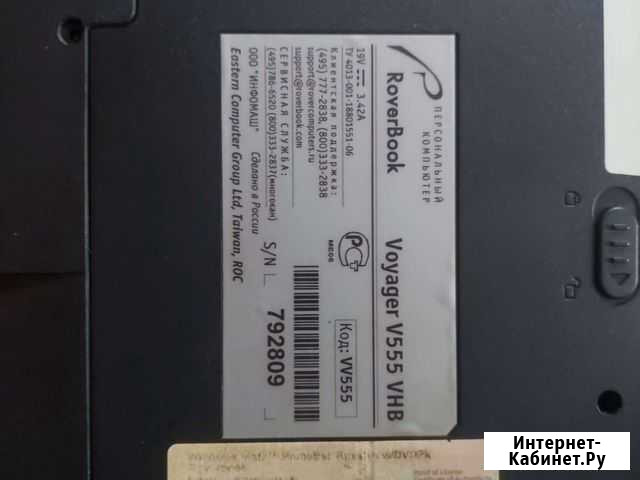 ПЕРСОНАЛЬНЫЙ
КОМПЬЮТЕР
RoverBook Voyager V555 VHB
19V 3.42A
ТУ 4013-001-18801551-06
Клиентская поддержка:
(495) 777-2838, (800)333-2838
support@rovercomputers.ru
support@roverbook.com
СЕРВИСНАЯ СЛУЖБА:
(495)786-6520 (800)333-2837(многокан)
ООО "ИНФОМАШ" Сделано в России
Eastern Computer Group Ltd, Taiwan, ROC
РСТ
ME06
Код: VV555
S/N
792809
Интернет-
Кабинет.Ру